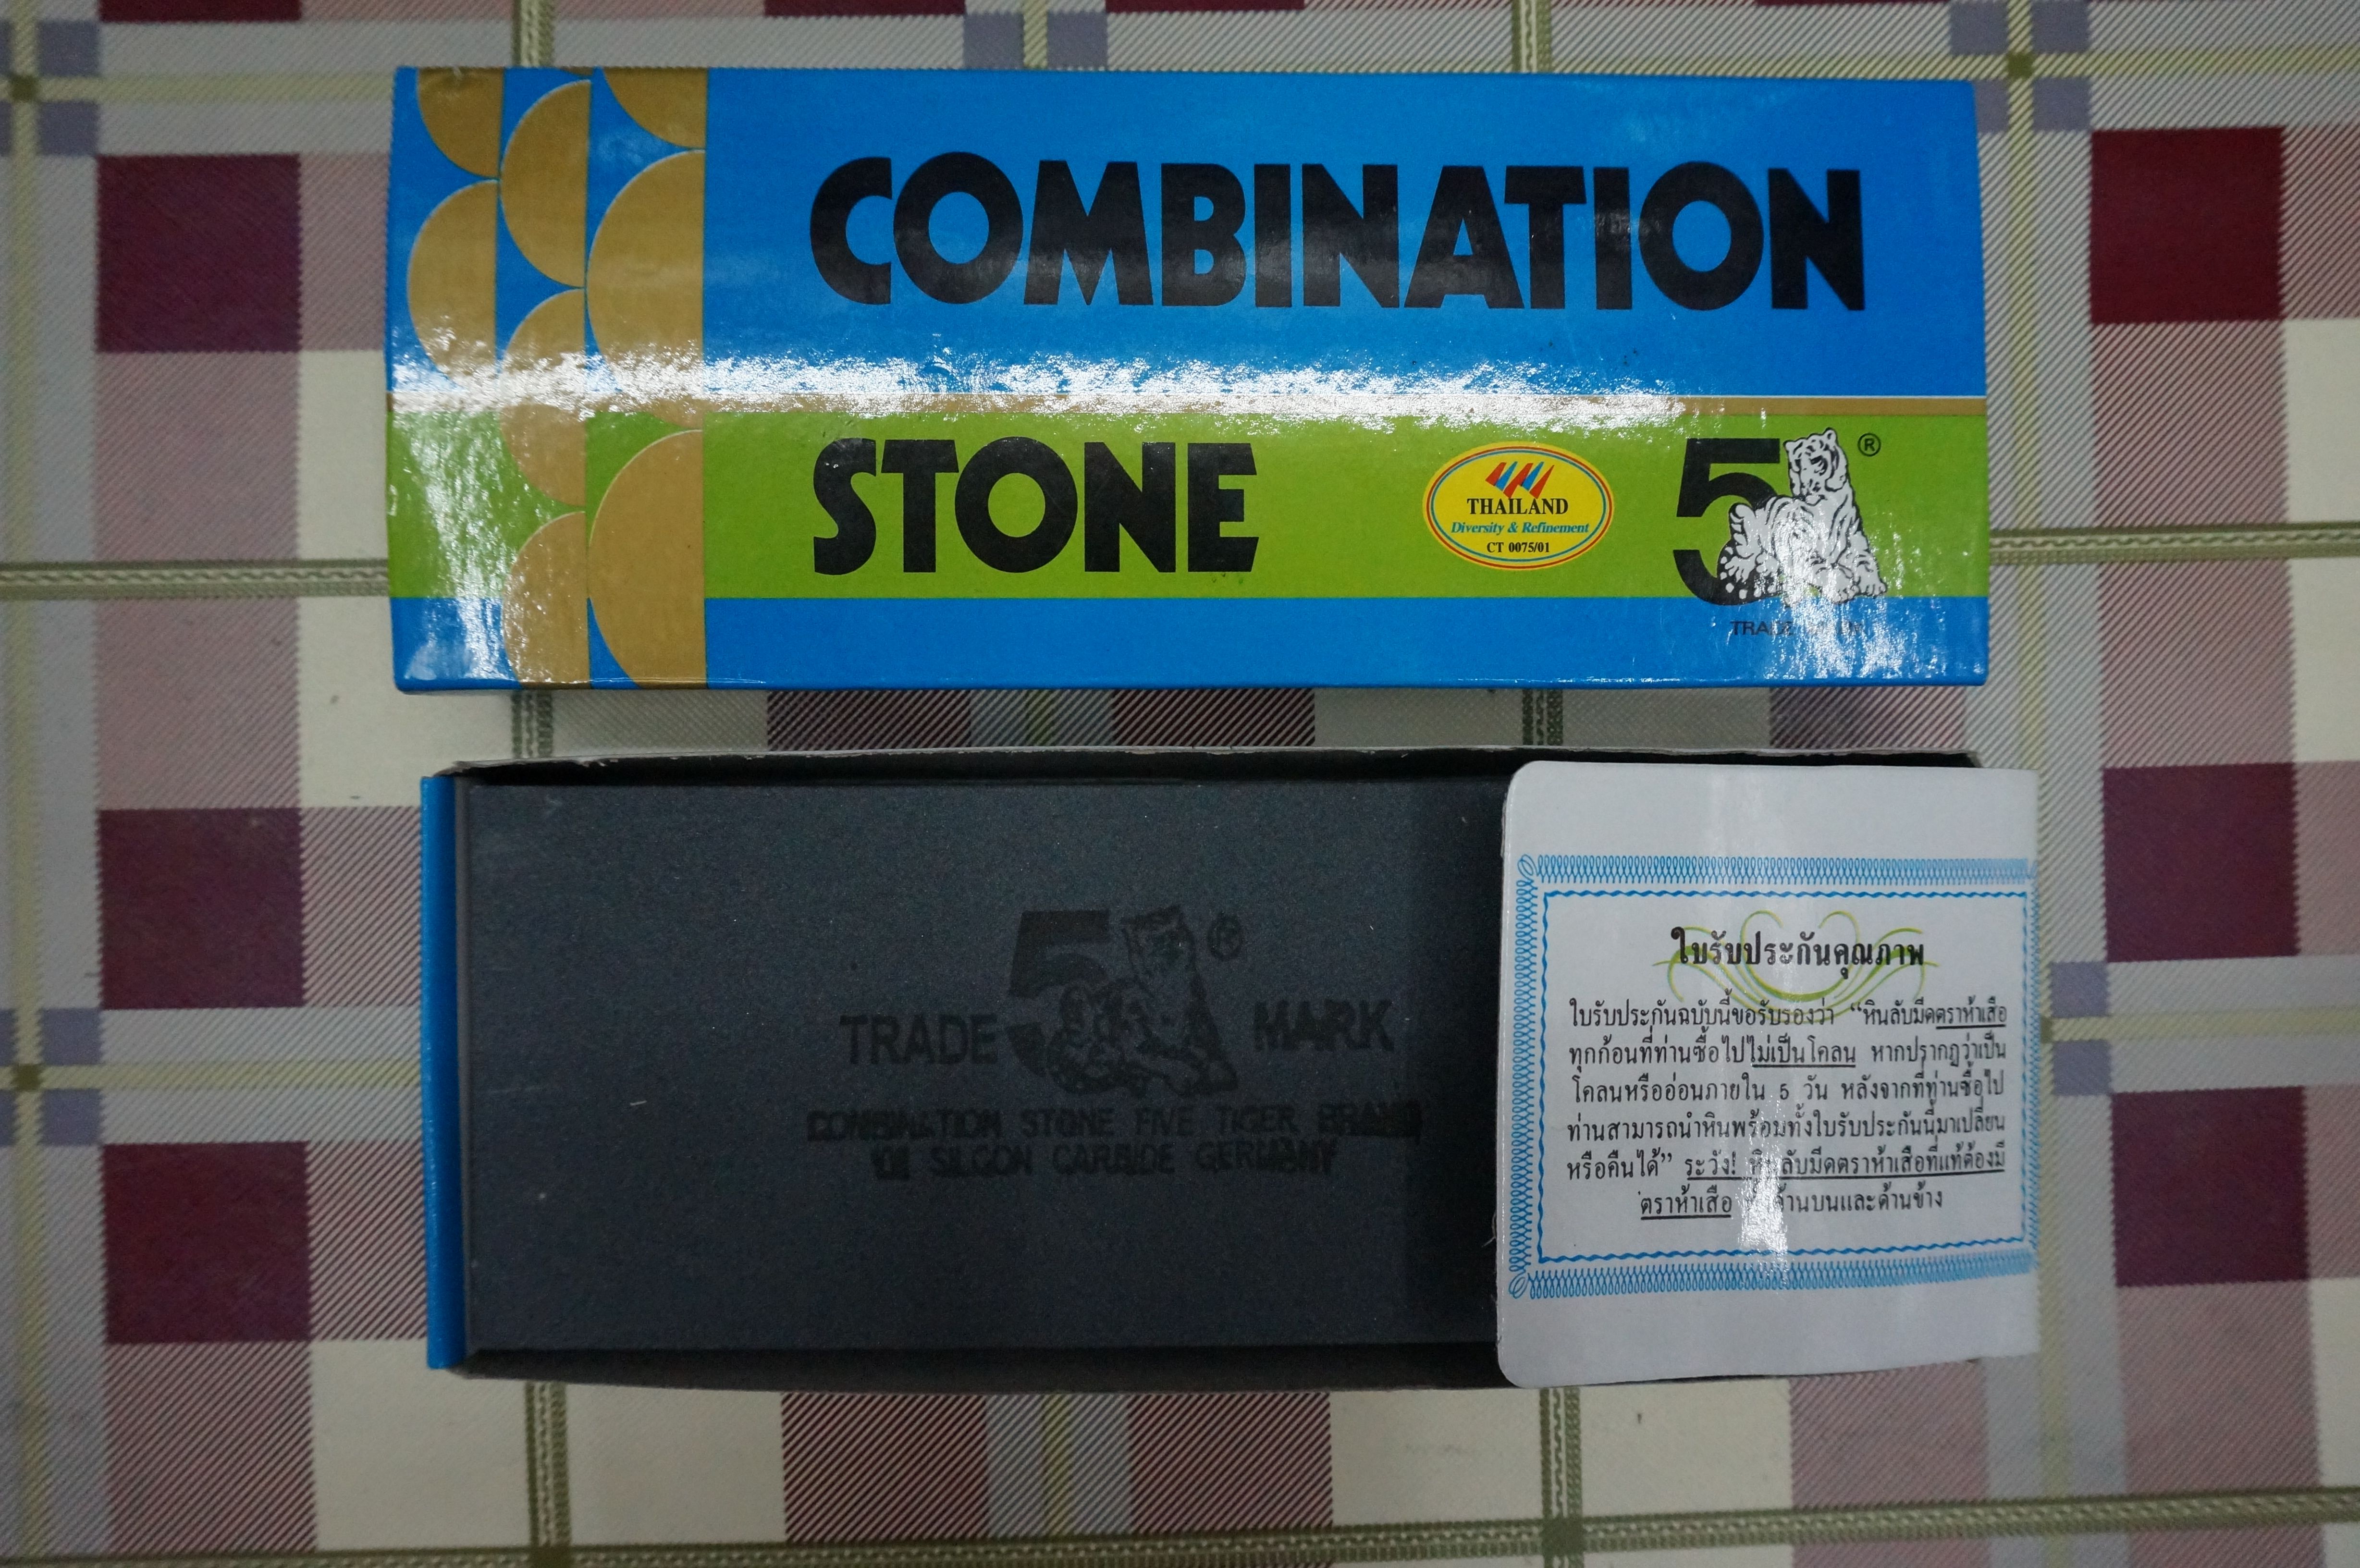 COMBINATION
STONE
THAILAND
Diversity & Refinement
CT 0075/01
5 ®
TRADE MARK
5 ®
TRADE MARK
COMBINATION STONE FIVE TIGER BRAND
SILICON CARBIDE GERMANY
ใบรับประกันคุณภาพ
ใบรับประกันฉบับนี้ขอรับรองว่า “หินลับมีดตราห้าเสือ
ทุกก้อนที่ท่านซื้อไปไม่เป็นโคลน หากปรากฏว่าเป็น
โคลนหรืออ่อนภายใน 5 วัน หลังจากที่ท่านซื้อไป
ท่านสามารถนำหินพร้อมทั้งใบรับประกันนี้มาเปลี่ยน
หรือคืนได้” ระวัง! หินลับมีดตราห้าเสือที่แท้ต้องมี
ตราห้าเสือ ด้านบนและด้านข้าง